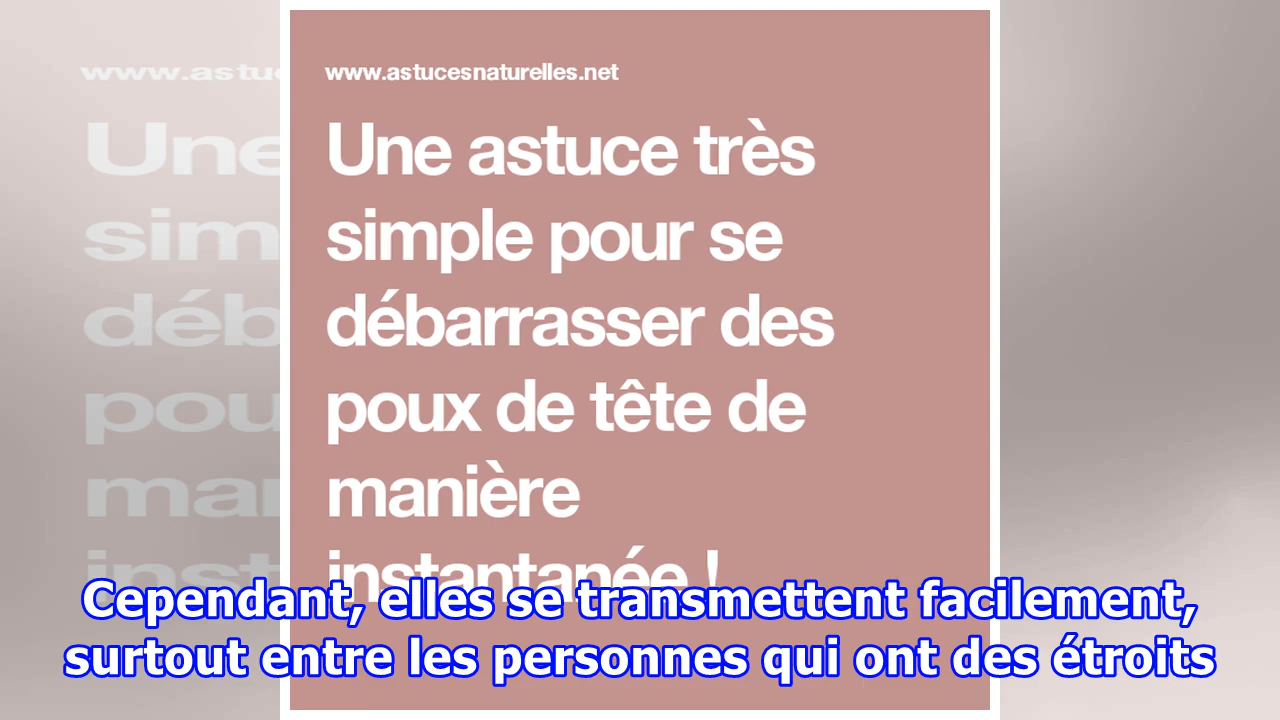 www.astucesnaturelles.net
Une astuce très
simple pour se
débarrasser des
poux de tête de
manière
instantanée !
Cependant, elles se transmettent facilement,
surtout entre les personnes qui ont des étroits